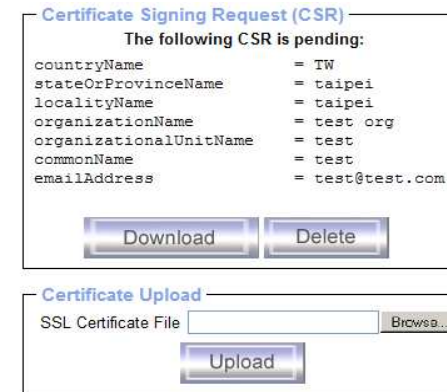 Certificate Signing Request (CSR)
The following CSR is pending:
countryName = TW
stateOrProvinceName = taipei
localityName = taipei
organizationName = test org
organizationalUnitName = test
commonName = test
emailAddress = test@test.com
Download Delete
Certificate Upload
SSL Certificate File Browse...
Upload